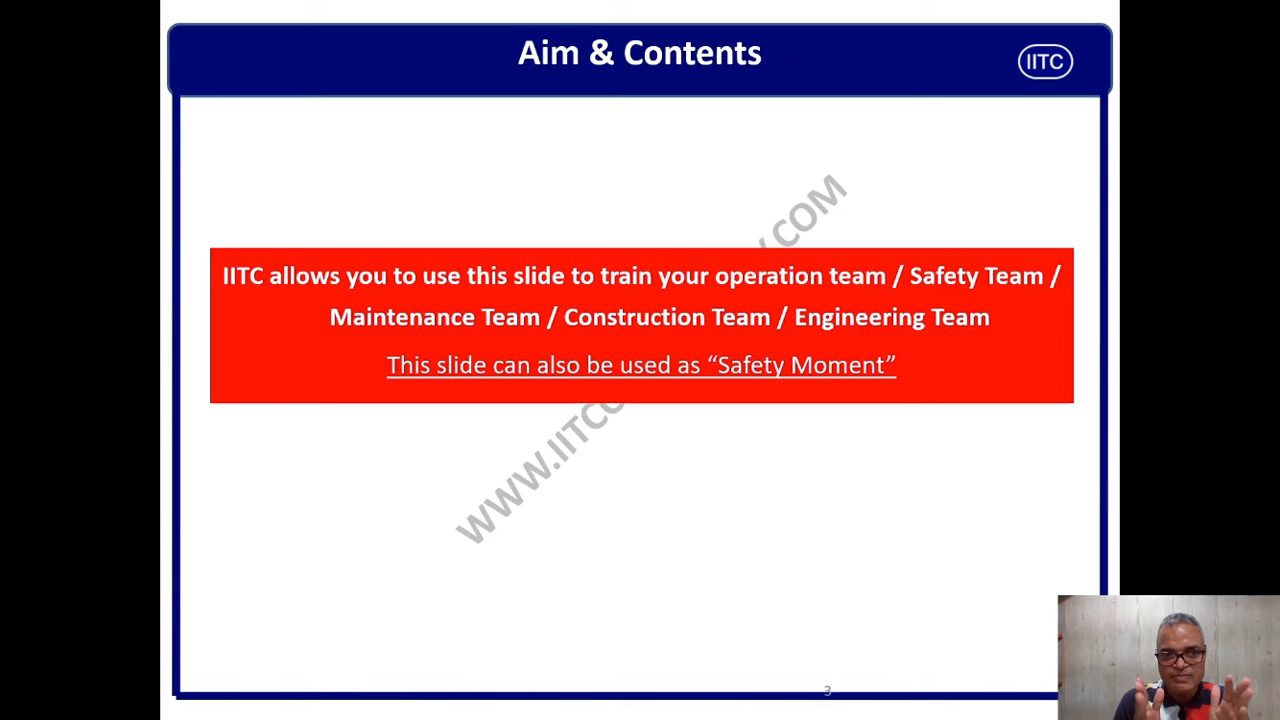 Aim & Contents
IITC
IITC allows you to use this slide to train your operation team / Safety Team /
Maintenance Team / Construction Team / Engineering Team
This slide can also be used as “Safety Moment”
3